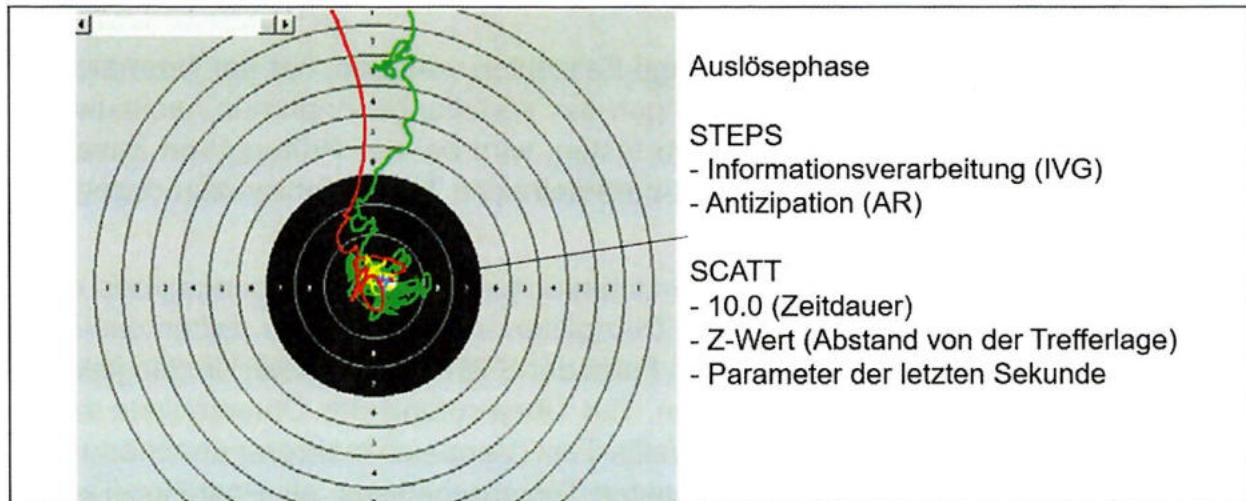 Auslösephase
STEPS
- Informationsverarbeitung (IVG)
- Antizipation (AR)
SCATT
- 10.0 (Zeitdauer)
- Z-Wert (Abstand von der Trefferlage)
- Parameter der letzten Sekunde